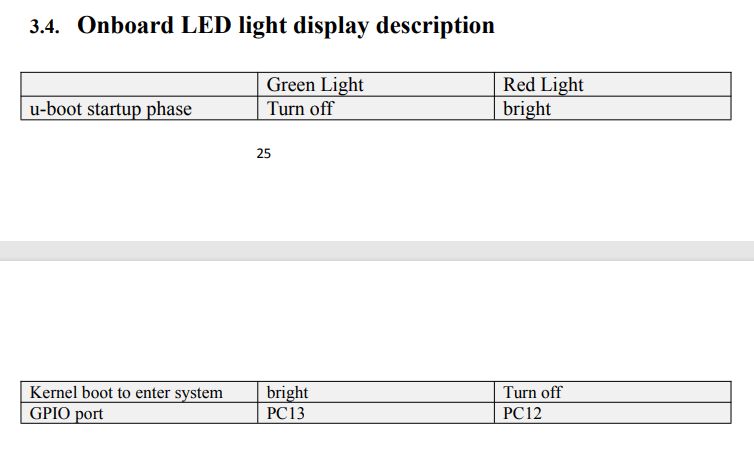 3.4. Onboard LED light display description
Green Light Red Light
u-boot startup phase Turn off bright
25
Kernel boot to enter system bright Turn off
GPIO port PC13 PC12